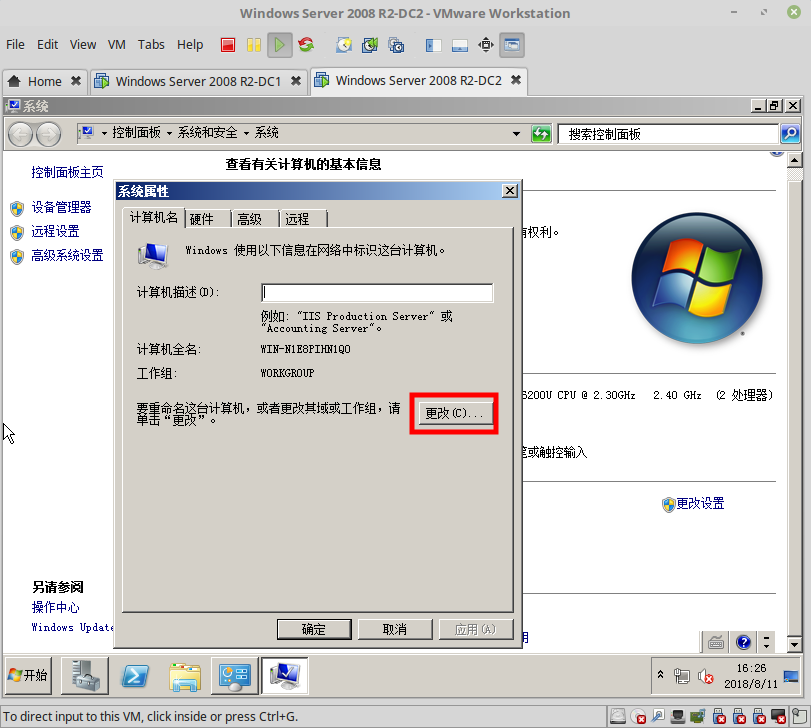 Windows Server 2008 R2-DC2 - VMware Workstation
File Edit View VM Tabs Help
Home Windows Server 2008 R2-DC1 Windows Server 2008 R2-DC2
系统
控制面板 系统和安全 系统
搜索控制面板
控制面板主页
设备管理器
远程设置
高级系统设置
查看有关计算机的基本信息
系统属性
计算机名 硬件 高级 远程
Windows 使用以下信息在网络中标识这台计算机。
计算机描述(D):
例如: "IIS Production Server" 或
"Accounting Server"。
计算机全名: WIN-N1E8PIHN1QO
工作组: WORKGROUP
要重命名这台计算机，或者更改其域或工作组，请
单击“更改”。
更改(C)...
确定 取消 应用(A)
有权利。
6200U CPU @ 2.30GHz 2.40 GHz (2 处理器)
笔或触控输入
更改设置
另请参阅
操作中心
Windows Update
开始
16:26
2018/8/11
To direct input to this VM, click inside or press Ctrl+G.